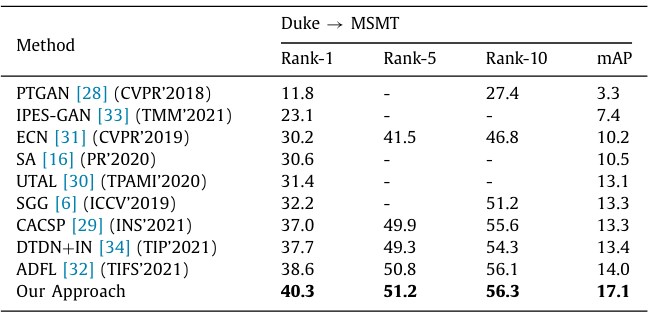 Method Duke → MSMT
Rank-1 Rank-5 Rank-10 mAP
PTGAN [28] (CVPR'2018) 11.8 - 27.4 3.3
IPES-GAN [33] (TMM'2021) 23.1 - - 7.4
ECN [31] (CVPR'2019) 30.2 41.5 46.8 10.2
SA [16] (PR'2020) 30.6 - - 10.5
UTAL [30] (TPAMI'2020) 31.4 - - 13.1
SGG [6] (ICCV'2019) 32.2 - 51.2 13.3
CACSP [29] (INS'2021) 37.0 49.9 55.6 13.3
DTDN+IN [34] (TIP'2021) 37.7 49.3 54.3 13.4
ADFL [32] (TIFS'2021) 38.6 50.8 56.1 14.0
Our Approach 40.3 51.2 56.3 17.1